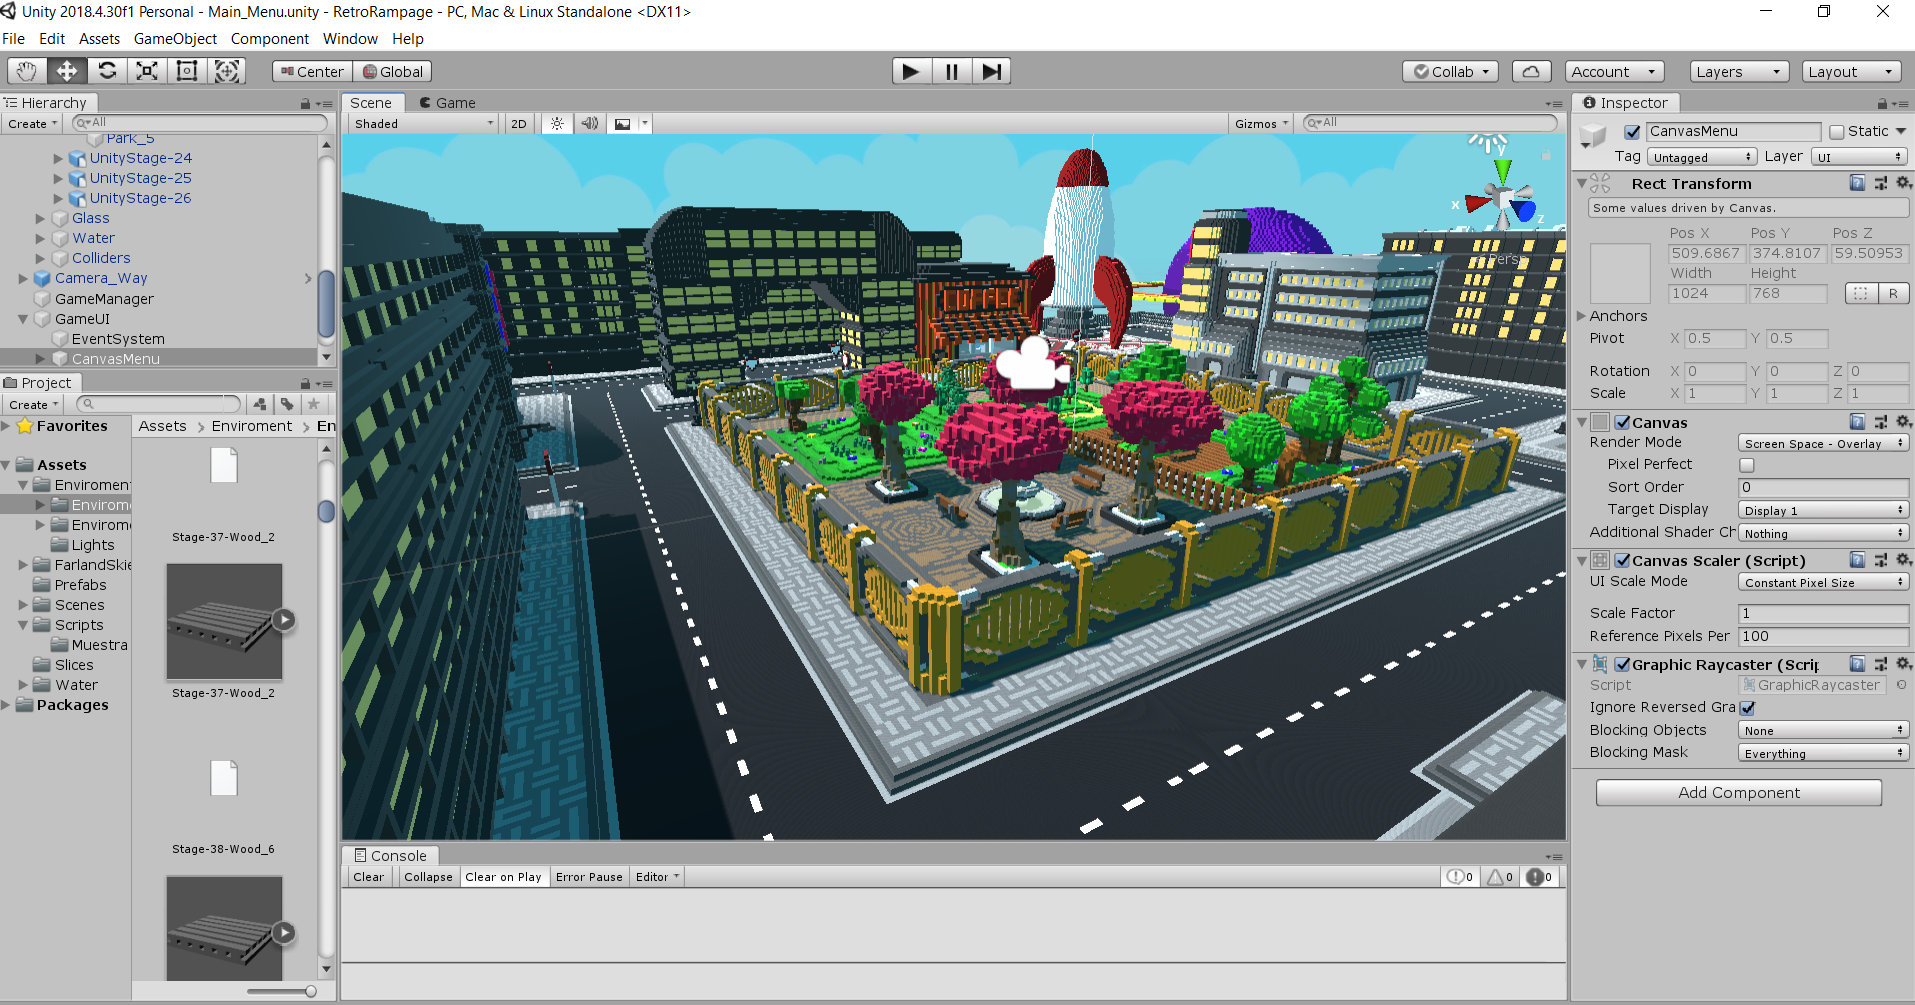 Unity 2018.4.30f1 Personal - Main_Menu.unity - RetroRampage - PC, Mac & Linux Standalone <DX11>
File Edit Assets GameObject Component Window Help
Center Global Collab Account Layers Layout
Hierarchy
Create All
Park_5
UnityStage-24
UnityStage-25
UnityStage-26
Glass
Water
Colliders
Camera_Way
GameManager
GameUI
EventSystem
CanvasMenu
Project
Create
Favorites
Assets
Enviroment
Envirom
Envirom
Lights
FarlandSkie
Prefabs
Scenes
Scripts
Muestra
Slices
Water
Packages
Assets Enviroment En
Stage-37-Wood_2
Stage-37-Wood_2
Stage-38-Wood_6
Scene Game
Shaded 2D Gizmos All
y
x
z
Persp
Console
Clear Collapse Clear on Play Error Pause Editor 0 0 0
Inspector
CanvasMenu Static
Tag Untagged Layer UI
Rect Transform
Some values driven by Canvas.
Pos X Pos Y Pos Z
509.6867 374.8107 59.50953
Width Height
1024 768 R
Anchors
Pivot X 0.5 Y 0.5
Rotation X 0 Y 0 Z 0
Scale X 1 Y 1 Z 1
Canvas
Render Mode Screen Space - Overlay
Pixel Perfect
Sort Order 0
Target Display Display 1
Additional Shader Ch Nothing
Canvas Scaler (Script)
UI Scale Mode Constant Pixel Size
Scale Factor 1
Reference Pixels Per 100
Graphic Raycaster (Scrip
Script GraphicRaycaster
Ignore Reversed Gra
Blocking Objects None
Blocking Mask Everything
Add Component